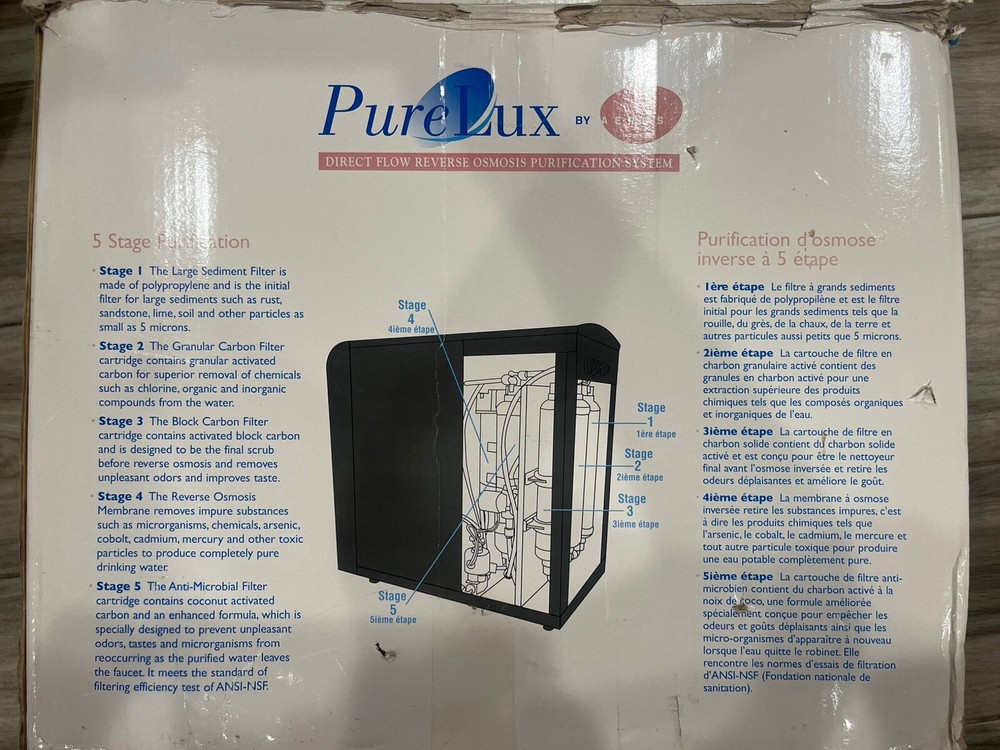 PureLux BY AERUS
DIRECT FLOW REVERSE OSMOSIS PURIFICATION SYSTEM
5 Stage Purification
• Stage 1 The Large Sediment Filter is
made of polypropylene and is the initial
filter for large sediments such as rust,
sandstone, lime, soil and other particles as
small as 5 microns.
• Stage 2 The Granular Carbon Filter
cartridge contains granular activated
carbon for superior removal of chemicals
such as chlorine, organic and inorganic
compounds from the water.
• Stage 3 The Block Carbon Filter
cartridge contains activated block carbon
and is designed to be the final scrub
before reverse osmosis and removes
unpleasant odors and improves taste.
• Stage 4 The Reverse Osmosis
Membrane removes impure substances
such as microrganisms, chemicals, arsenic,
cobolt, cadmium, mercury and other toxic
particles to produce completely pure
drinking water.
• Stage 5 The Anti-Microbial Filter
cartridge contains coconut activated
carbon and an enhanced formula, which is
specially designed to prevent unpleasant
odors, tastes and microrganisms from
reoccurring as the purified water leaves
the faucet. It meets the standard of
filtering efficiency test of ANSI-NSF.
Stage
4
4ième étape
Stage
1
1ère étape
Stage
2
2ième étape
Stage
3
3ième étape
Stage
5
5ième étape
Purification d'osmose
inverse à 5 étape
• 1ère étape Le filtre à grands sediments
est fabriqué de polypropilène et est le filtre
initial pour les grands sediments tels que la
rouille, du grès, de la chaux, de la terre et
autres particules aussi petits que 5 microns.
• 2ième étape La cartouche de filtre en
charbon granulaire activé contient des
granules en charbon activé pour une
extraction supérieure des produits
chimiques tels que les composés organiques
et inorganiques de l'eau.
• 3ième étape La cartouche de filtre en
charbon solide contient du charbon solide
activé et est conçu pour être le nettoyeur
final avant l'osmose inversée et retire les
odeurs déplaisantes et améliore le goût.
• 4ième étape La membrane à osmose
inversée retire les substances impures, c'est
à dire les produits chimiques tels que
l'arsenic, le cobalt, le cadmium, le mercure et
tout autre particule toxique pour produire
une eau potable complètement pure.
• 5ième étape La cartouche de filtre anti-
microbien contient du charbon activé à la
noix de coco, une formule améliorée
spécialement conçue pour empêcher les
odeurs et goûts déplaisants ainsi que les
micro-organismes d'apparaître à nouveau
lorsque l'eau quitte le robinet. Elle
rencontre les normes d'essais de filtration
d'ANSI-NSF (Fondation nationale de
sanitation).